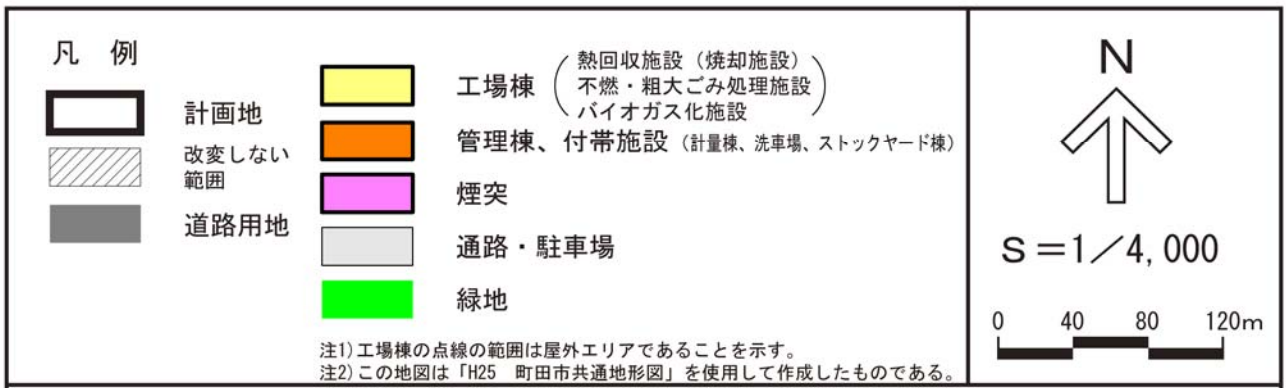 凡 例
計画地
改変しない
範囲
道路用地
工場棟
熱回収施設（焼却施設）
不燃・粗大ごみ処理施設
バイオガス化施設
管理棟、付帯施設（計量棟、洗車場、ストックヤード棟）
煙突
通路・駐車場
緑地
注1)工場棟の点線の範囲は屋外エリアであることを示す。
注2)この地図は「H25 町田市共通地形図」を使用して作成したものである。
N
S＝1／4,000
0 40 80 120m